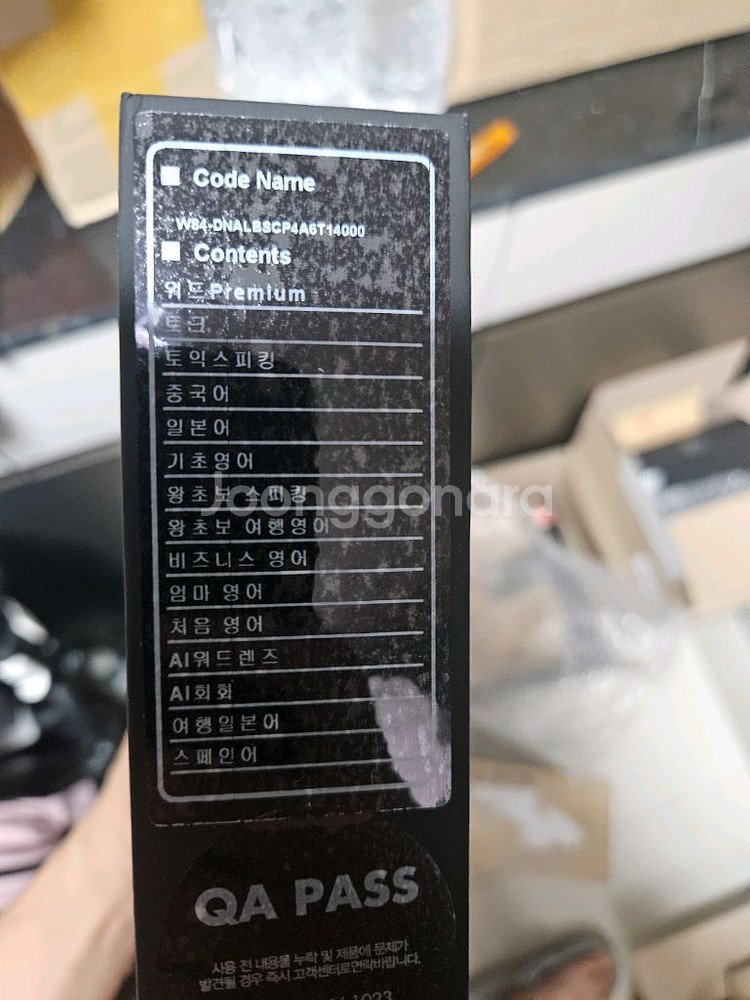 Code Name
W84-DNALBSCP4A6T14000
Contents
워드Premium
토크
토익스피킹
중국어
일본어
기초영어
왕초보 스피킹
Joonggonara
왕초보 여행영어
비즈니스 영어
엄마 영어
처음 영어
AI워드렌즈
AI회화
여행일본어
스페인어
QA PASS
사용 전 내용물 누락 및 제품에 문제가
발견될 경우 즉시 고객센터로연락바랍니다.
1023